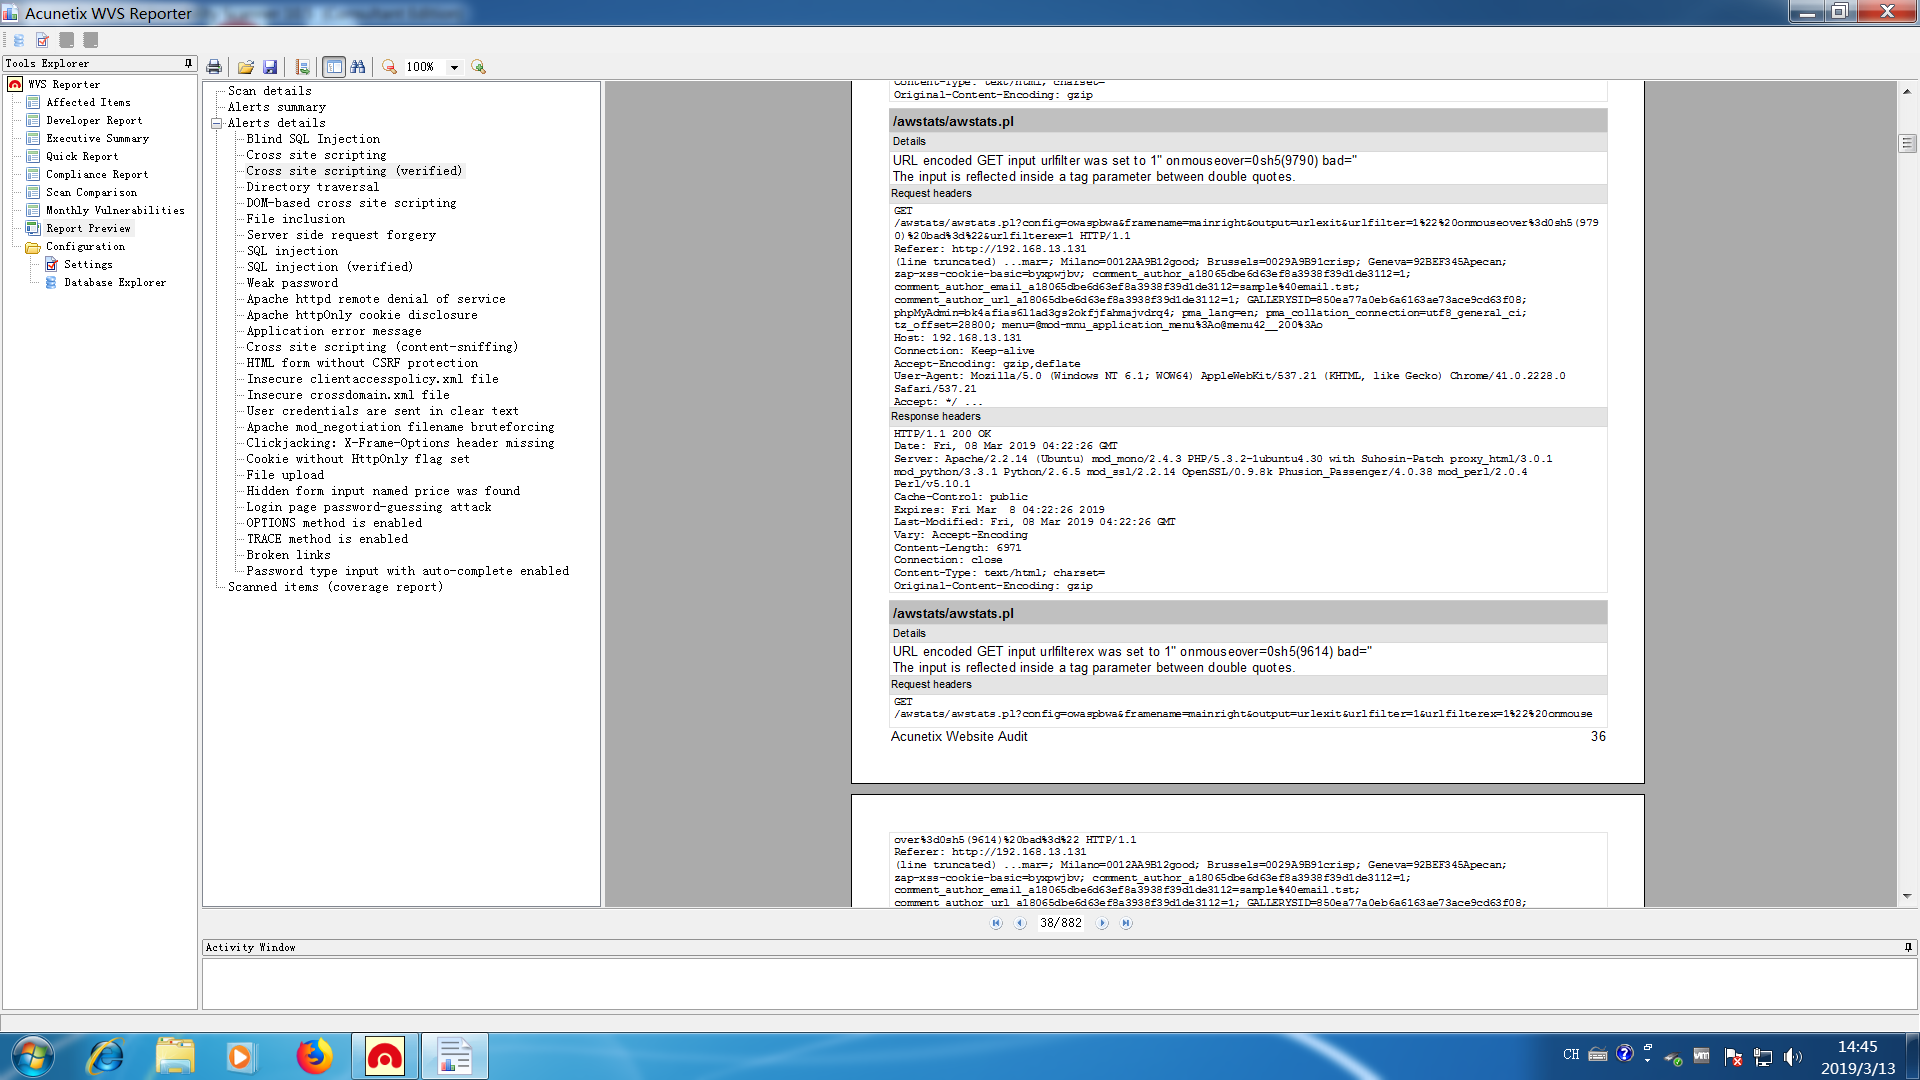 Acunetix WVS Reporter
Tools Explorer
WVS Reporter
Affected Items
Developer Report
Executive Summary
Quick Report
Compliance Report
Scan Comparison
Monthly Vulnerabilities
Report Preview
Configuration
Settings
Database Explorer
100%
Scan details
Alerts summary
Alerts details
Blind SQL Injection
Cross site scripting
Cross site scripting (verified)
Directory traversal
DOM-based cross site scripting
File inclusion
Server side request forgery
SQL injection
SQL injection (verified)
Weak password
Apache httpd remote denial of service
Apache httpOnly cookie disclosure
Application error message
Cross site scripting (content-sniffing)
HTML form without CSRF protection
Insecure clientaccesspolicy.xml file
Insecure crossdomain.xml file
User credentials are sent in clear text
Apache mod_negotiation filename bruteforcing
Clickjacking: X-Frame-Options header missing
Cookie without HttpOnly flag set
File upload
Hidden form input named price was found
Login page password-guessing attack
OPTIONS method is enabled
TRACE method is enabled
Broken links
Password type input with auto-complete enabled
Scanned items (coverage report)
Content-Type: text/html; charset=
Original-Content-Encoding: gzip
/awstats/awstats.pl
Details
URL encoded GET input urlfilter was set to 1" onmouseover=0sh5(9790) bad="
The input is reflected inside a tag parameter between double quotes.
Request headers
GET
/awstats/awstats.pl?config=owaspbwa&framename=mainright&output=urlexit&urlfilter=1%22%20onmouseover%3d0sh5(979
0)%20bad%3d%22&urlfilterex=1 HTTP/1.1
Referer: http://192.168.13.131
(line truncated) ...mar=; Milano=0012AA9B12good; Brussels=0029A9B91crisp; Geneva=92BEF345Apecan;
zap-xss-cookie-basic=byxpwjbv; comment_author_a18065dbe6d63ef8a3938f39d1de3112=1;
comment_author_email_a18065dbe6d63ef8a3938f39d1de3112=sample%40email.tst;
comment_author_url_a18065dbe6d63ef8a3938f39d1de3112=1; GALLERYSID=850ea77a0eb6a6163ae73ace9cd63f08;
phpMyAdmin=bk4afias6l1ad3gs2okfjfahmajvdrq4; pma_lang=en; pma_collation_connection=utf8_general_ci;
tz_offset=28800; menu=@mod-mnu_application_menu%3Ao@menu42__200%3Ao
Host: 192.168.13.131
Connection: Keep-alive
Accept-Encoding: gzip,deflate
User-Agent: Mozilla/5.0 (Windows NT 6.1; WOW64) AppleWebKit/537.21 (KHTML, like Gecko) Chrome/41.0.2228.0
Safari/537.21
Accept: */ ...
Response headers
HTTP/1.1 200 OK
Date: Fri, 08 Mar 2019 04:22:26 GMT
Server: Apache/2.2.14 (Ubuntu) mod_mono/2.4.3 PHP/5.3.2-1ubuntu4.30 with Suhosin-Patch proxy_html/3.0.1
mod_python/3.3.1 Python/2.6.5 mod_ssl/2.2.14 OpenSSL/0.9.8k Phusion_Passenger/4.0.38 mod_perl/2.0.4
Perl/v5.10.1
Cache-Control: public
Expires: Fri Mar  8 04:22:26 2019
Last-Modified: Fri, 08 Mar 2019 04:22:26 GMT
Vary: Accept-Encoding
Content-Length: 6971
Connection: close
Content-Type: text/html; charset=
Original-Content-Encoding: gzip
/awstats/awstats.pl
Details
URL encoded GET input urlfilterex was set to 1" onmouseover=0sh5(9614) bad="
The input is reflected inside a tag parameter between double quotes.
Request headers
GET
/awstats/awstats.pl?config=owaspbwa&framename=mainright&output=urlexit&urlfilter=1&urlfilterex=1%22%20onmouse
Acunetix Website Audit 36
over%3d0sh5(9614)%20bad%3d%22 HTTP/1.1
Referer: http://192.168.13.131
(line truncated) ...mar=; Milano=0012AA9B12good; Brussels=0029A9B91crisp; Geneva=92BEF345Apecan;
zap-xss-cookie-basic=byxpwjbv; comment_author_a18065dbe6d63ef8a3938f39d1de3112=1;
comment_author_email_a18065dbe6d63ef8a3938f39d1de3112=sample%40email.tst;
comment_author_url_a18065dbe6d63ef8a3938f39d1de3112=1; GALLERYSID=850ea77a0eb6a6163ae73ace9cd63f08;
38/882
Activity Window
CH
14:45
2019/3/13